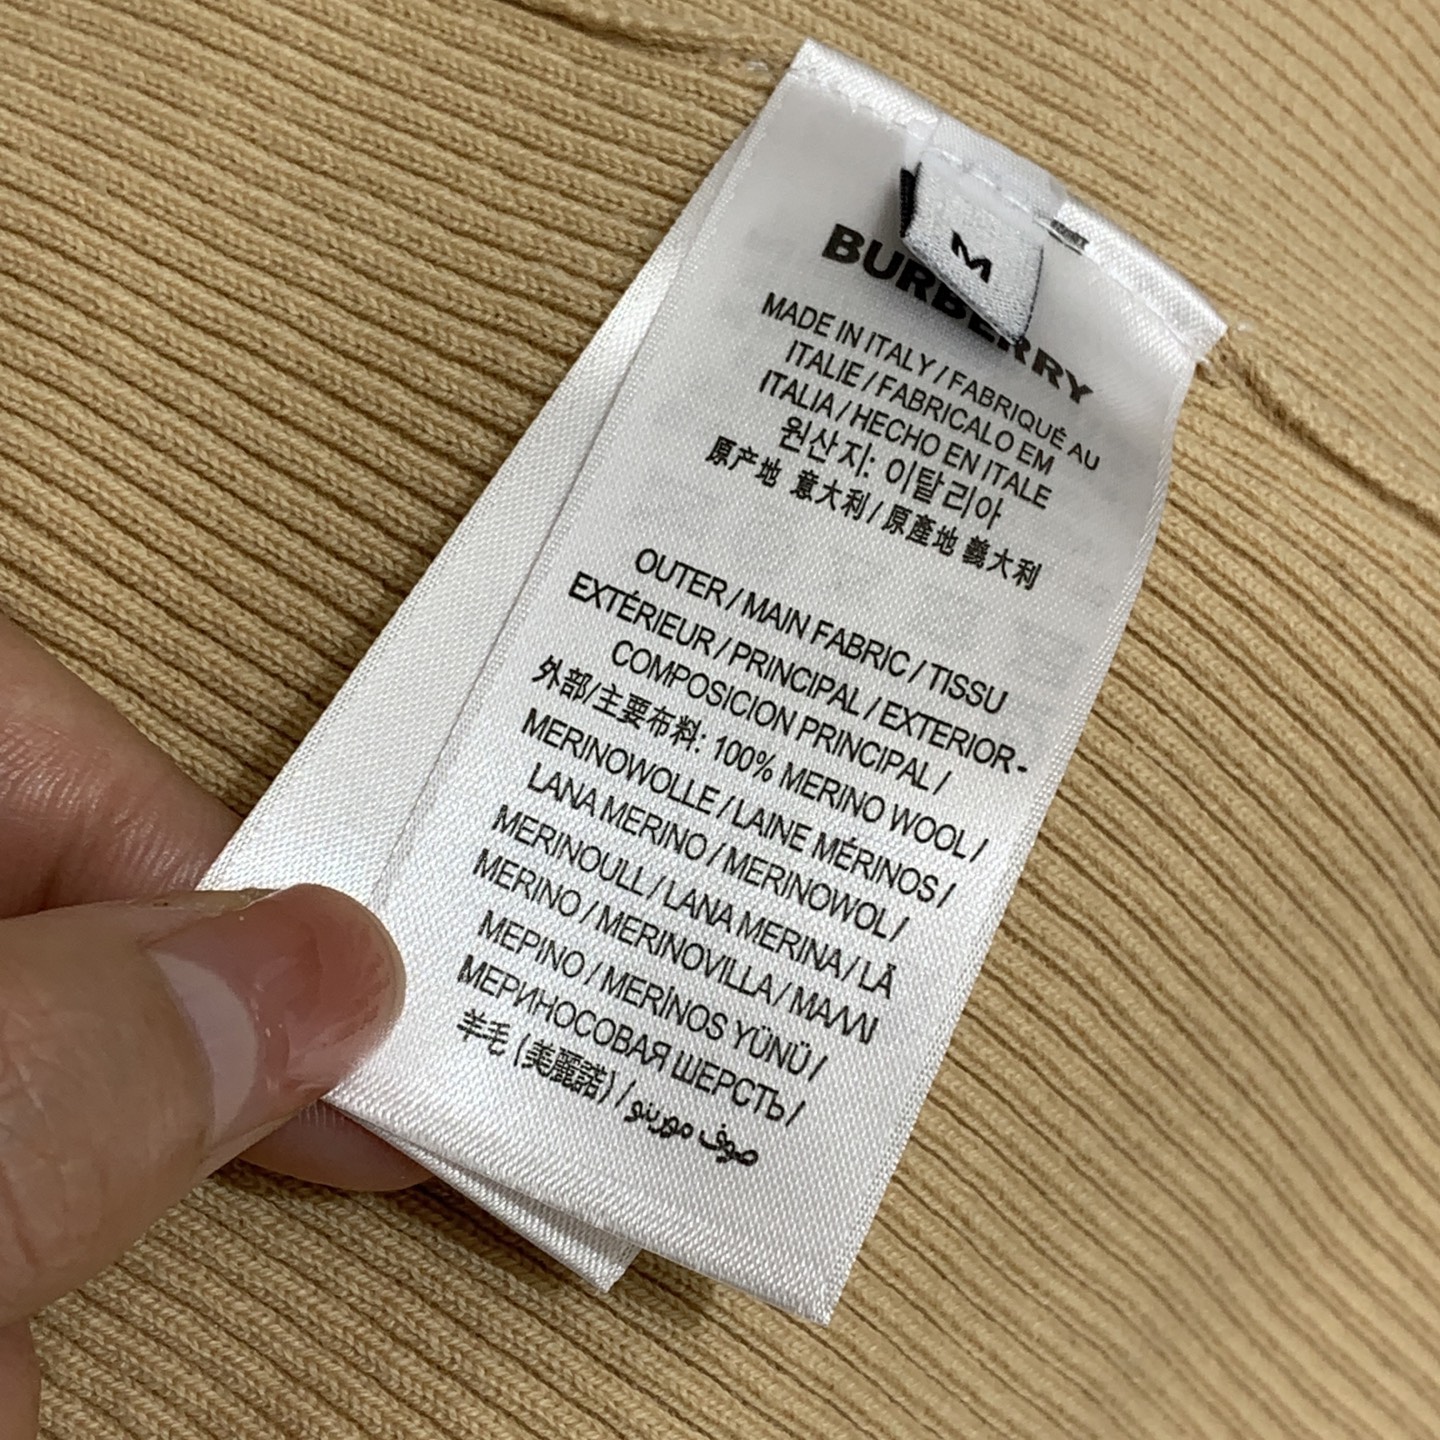 M
BURBERRY
MADE IN ITALY / FABRIQUÉ AU
ITALIE / FABRICALO EM
ITALIA / HECHO EN ITALE
원산지: 이탈리아
原产地 意大利 / 原產地 義大利
OUTER / MAIN FABRIC / TISSU
EXTÉRIEUR / PRINCIPAL / EXTERIOR-
COMPOSICION PRINCIPAL /
外部/主要布料: 100% MERINO WOOL /
MERINOWOLLE / LAINE MÉRINOS /
LANA MERINO / MERINOWOL /
MERINOULL / LANA MERINA / LÃ
MERINO / MERINOVILLA /
ΜΕΡΙΝΟ / MERİNOS YÜNÜ /
МЕРИНОСОВАЯ ШЕРСТЬ /
羊毛 (美麗諾) / صوف مورينو